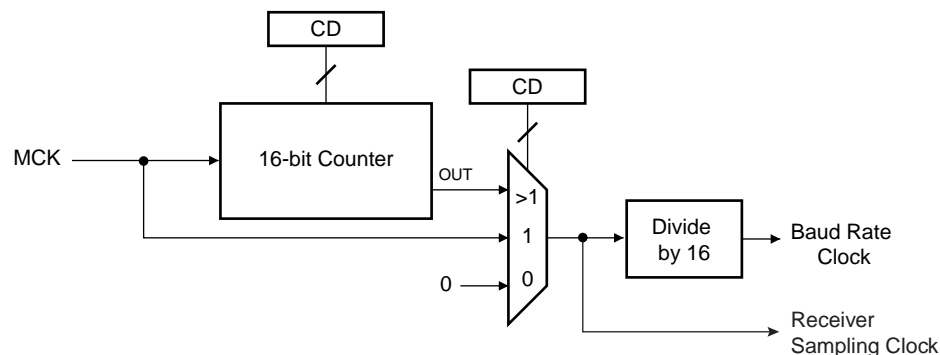 CD
CD
MCK
16-bit Counter
OUT
>1
1
0
0
Divide
by 16
Baud Rate
Clock
Receiver
Sampling Clock